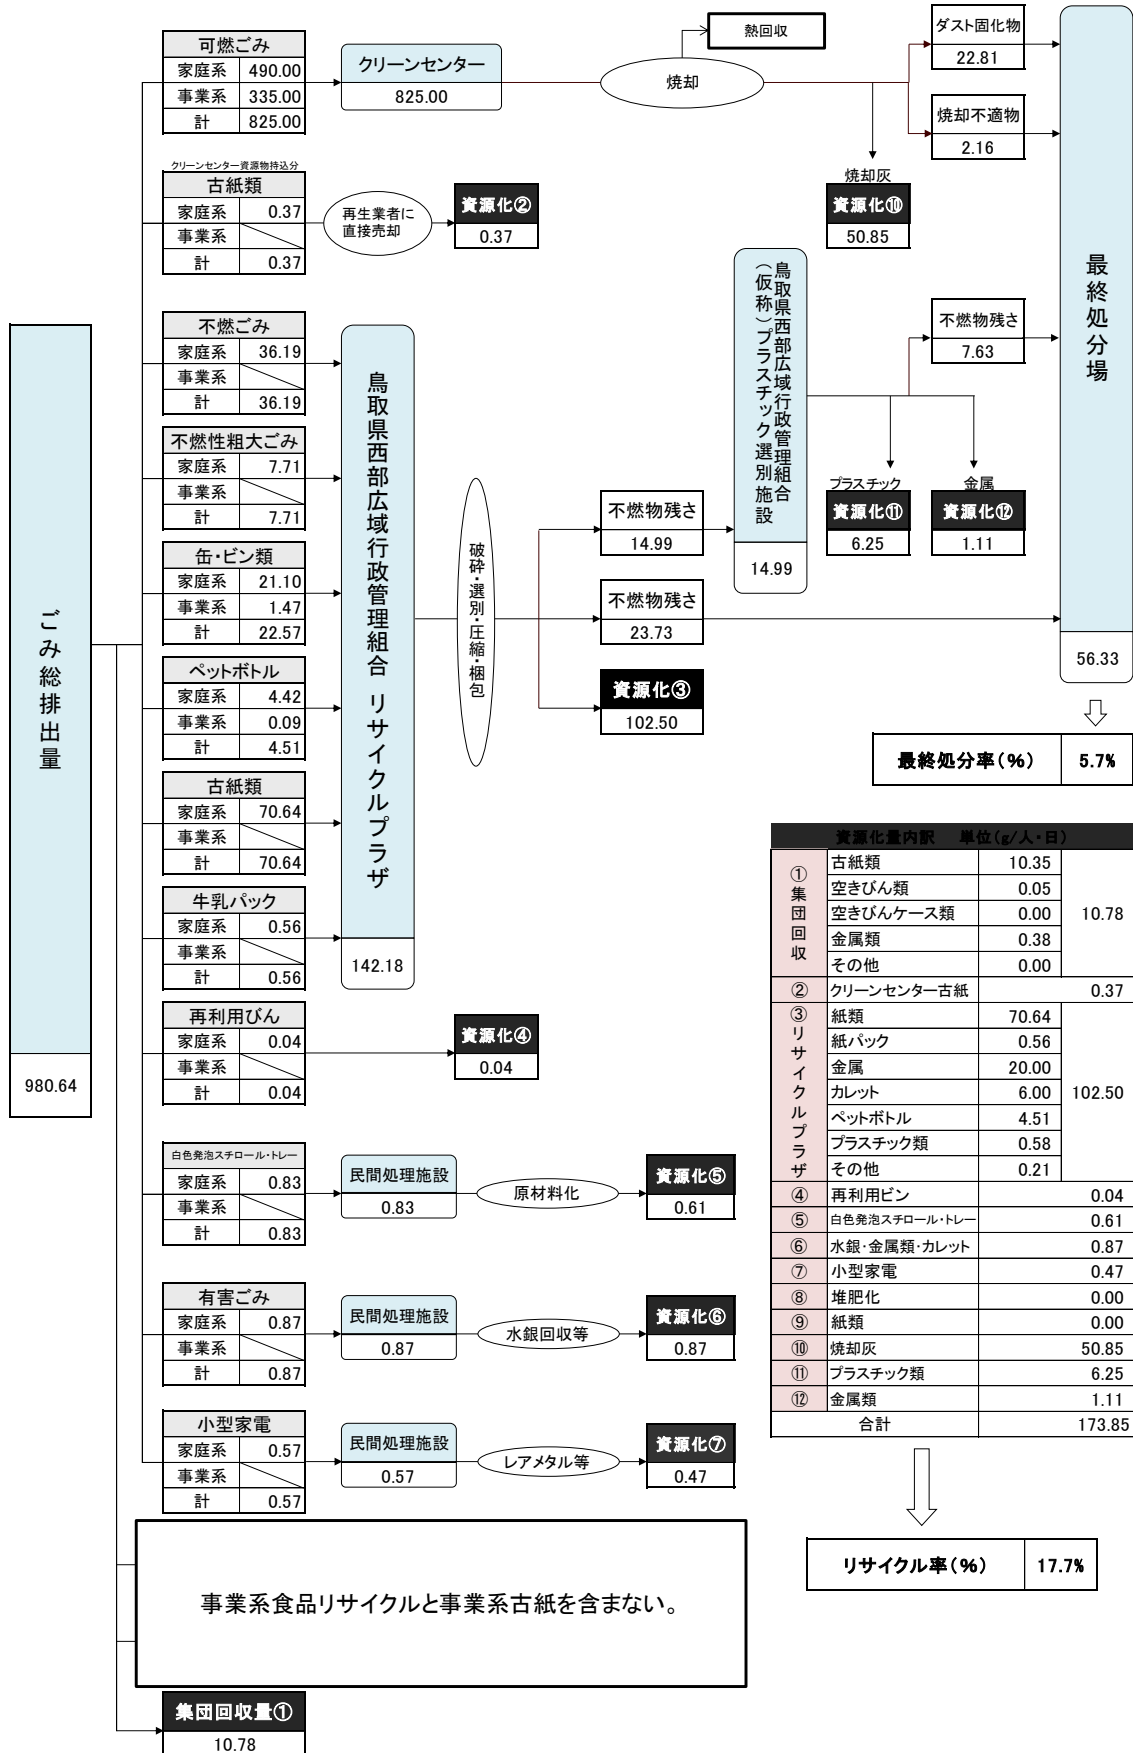 ごみ総排出量
980.64
可燃ごみ
家庭系 490.00
事業系 335.00
計 825.00
クリーンセンター
825.00
焼却
熱回収
ダスト固化物
22.81
焼却不適物
2.16
焼却灰
資源化⑩
50.85
クリーンセンター資源物持込分
古紙類
家庭系 0.37
事業系
計 0.37
再生業者に
直接売却
資源化②
0.37
不燃ごみ
家庭系 36.19
事業系
計 36.19
不燃性粗大ごみ
家庭系 7.71
事業系
計 7.71
缶・ビン類
家庭系 21.10
事業系 1.47
計 22.57
ペットボトル
家庭系 4.42
事業系 0.09
計 4.51
古紙類
家庭系 70.64
事業系
計 70.64
牛乳パック
家庭系 0.56
事業系
計 0.56
鳥取県西部広域行政管理組合 リサイクルプラザ
142.18
破砕・選別・圧縮・梱包
不燃物残さ
14.99
不燃物残さ
23.73
資源化③
102.50
鳥取県西部広域行政管理組合
（仮称）プラスチック選別施設
14.99
不燃物残さ
7.63
プラスチック
資源化⑪
6.25
金属
資源化⑫
1.11
最終処分場
56.33
最終処分率（%） 5.7%
再利用びん
家庭系 0.04
事業系
計 0.04
資源化④
0.04
白色発泡スチロール・トレー
家庭系 0.83
事業系
計 0.83
民間処理施設
0.83
原材料化
資源化⑤
0.61
有害ごみ
家庭系 0.87
事業系
計 0.87
民間処理施設
0.87
水銀回収等
資源化⑥
0.87
小型家電
家庭系 0.57
事業系
計 0.57
民間処理施設
0.57
レアメタル等
資源化⑦
0.47
事業系食品リサイクルと事業系古紙を含まない。
集団回収量①
10.78
資源化量内訳 単位（g/人・日）
①集団回収
古紙類 10.35
空きびん類 0.05
空きびんケース類 0.00
金属類 0.38
その他 0.00
10.78
② クリーンセンター古紙 0.37
③リサイクルプラザ
紙類 70.64
紙パック 0.56
金属 20.00
カレット 6.00
ペットボトル 4.51
プラスチック類 0.58
その他 0.21
102.50
④ 再利用ビン 0.04
⑤ 白色発泡スチロール・トレー 0.61
⑥ 水銀・金属類・カレット 0.87
⑦ 小型家電 0.47
⑧ 堆肥化 0.00
⑨ 紙類 0.00
⑩ 焼却灰 50.85
⑪ プラスチック類 6.25
⑫ 金属類 1.11
合計 173.85
リサイクル率（%） 17.7%